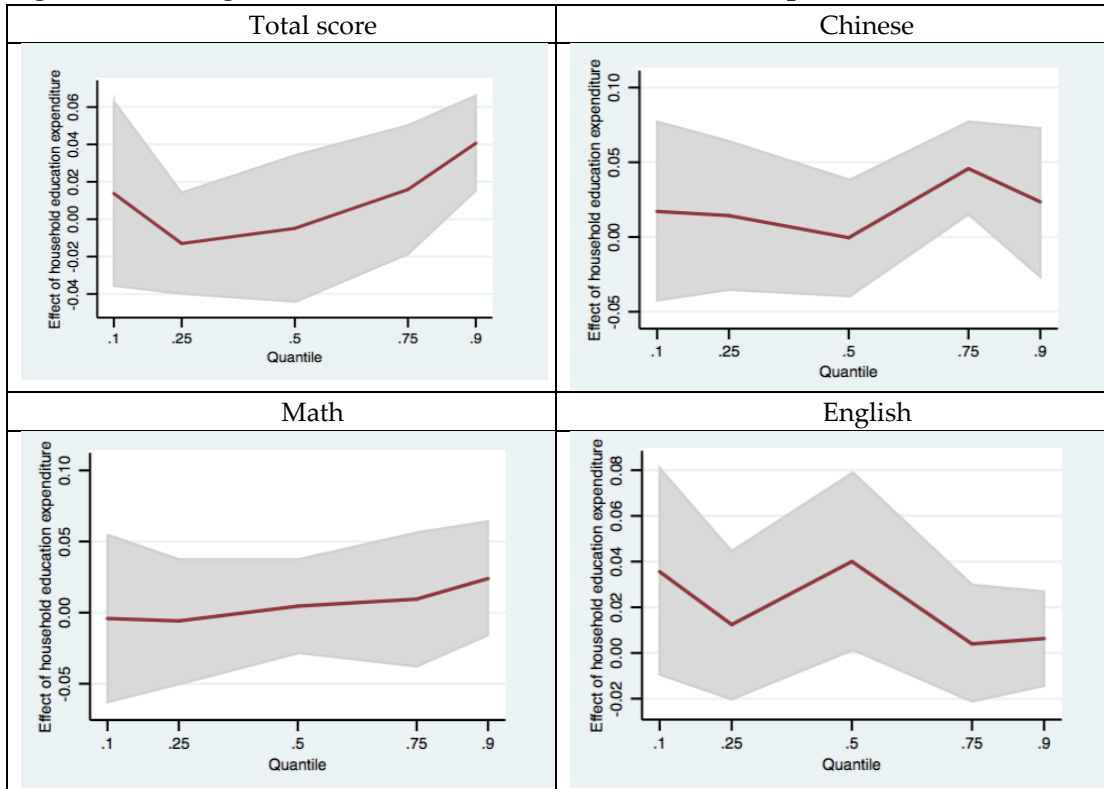 Total score
Chinese
Effect of household education expenditure
0.06
0.04
0.02
0.00
-0.02
-0.04
.1 .25 .5 .75 .9
Quantile
Effect of household education expenditure
0.10
0.05
0.00
-0.05
.1 .25 .5 .75 .9
Quantile
Math
English
Effect of household education expenditure
0.10
0.05
0.00
-0.05
.1 .25 .5 .75 .9
Quantile
Effect of household education expenditure
0.08
0.06
0.04
0.02
0.00
-0.02
.1 .25 .5 .75 .9
Quantile